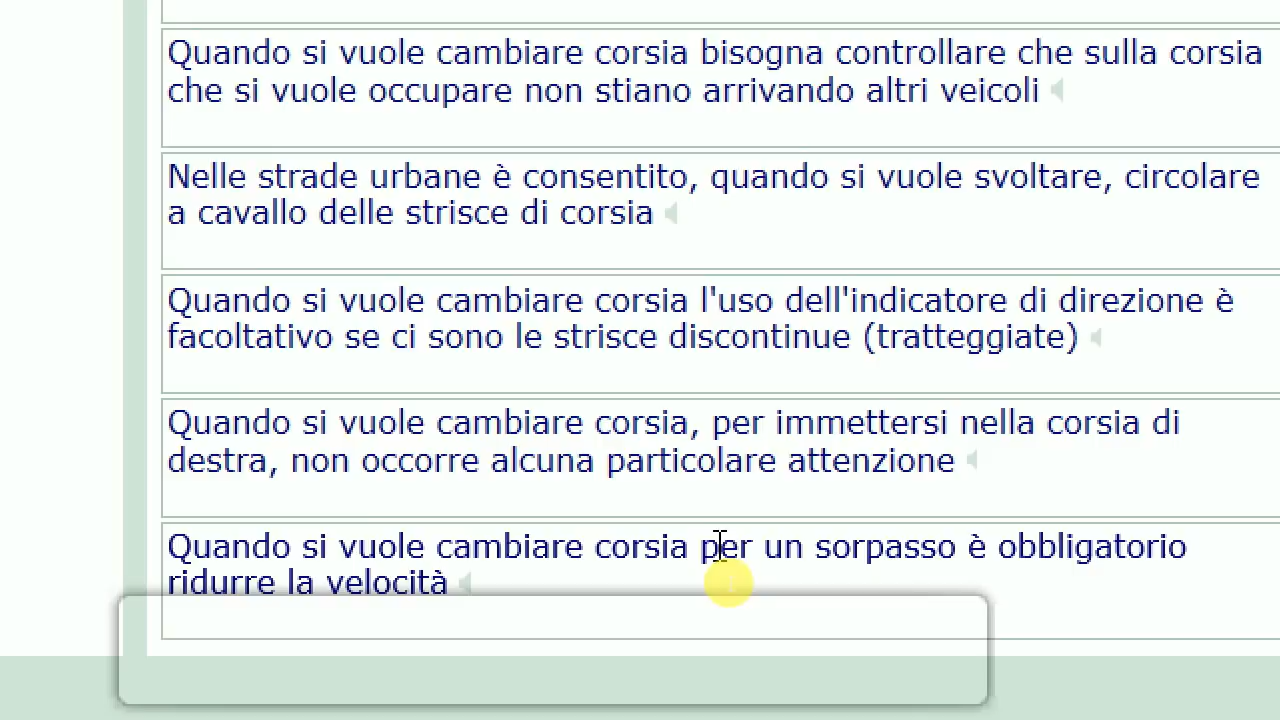 Quando si vuole cambiare corsia bisogna controllare che sulla corsia
che si vuole occupare non stiano arrivando altri veicoli
Nelle strade urbane è consentito, quando si vuole svoltare, circolare
a cavallo delle strisce di corsia
Quando si vuole cambiare corsia l'uso dell'indicatore di direzione è
facoltativo se ci sono le strisce discontinue (tratteggiate)
Quando si vuole cambiare corsia, per immettersi nella corsia di
destra, non occorre alcuna particolare attenzione
Quando si vuole cambiare corsia per un sorpasso è obbligatorio
ridurre la velocità